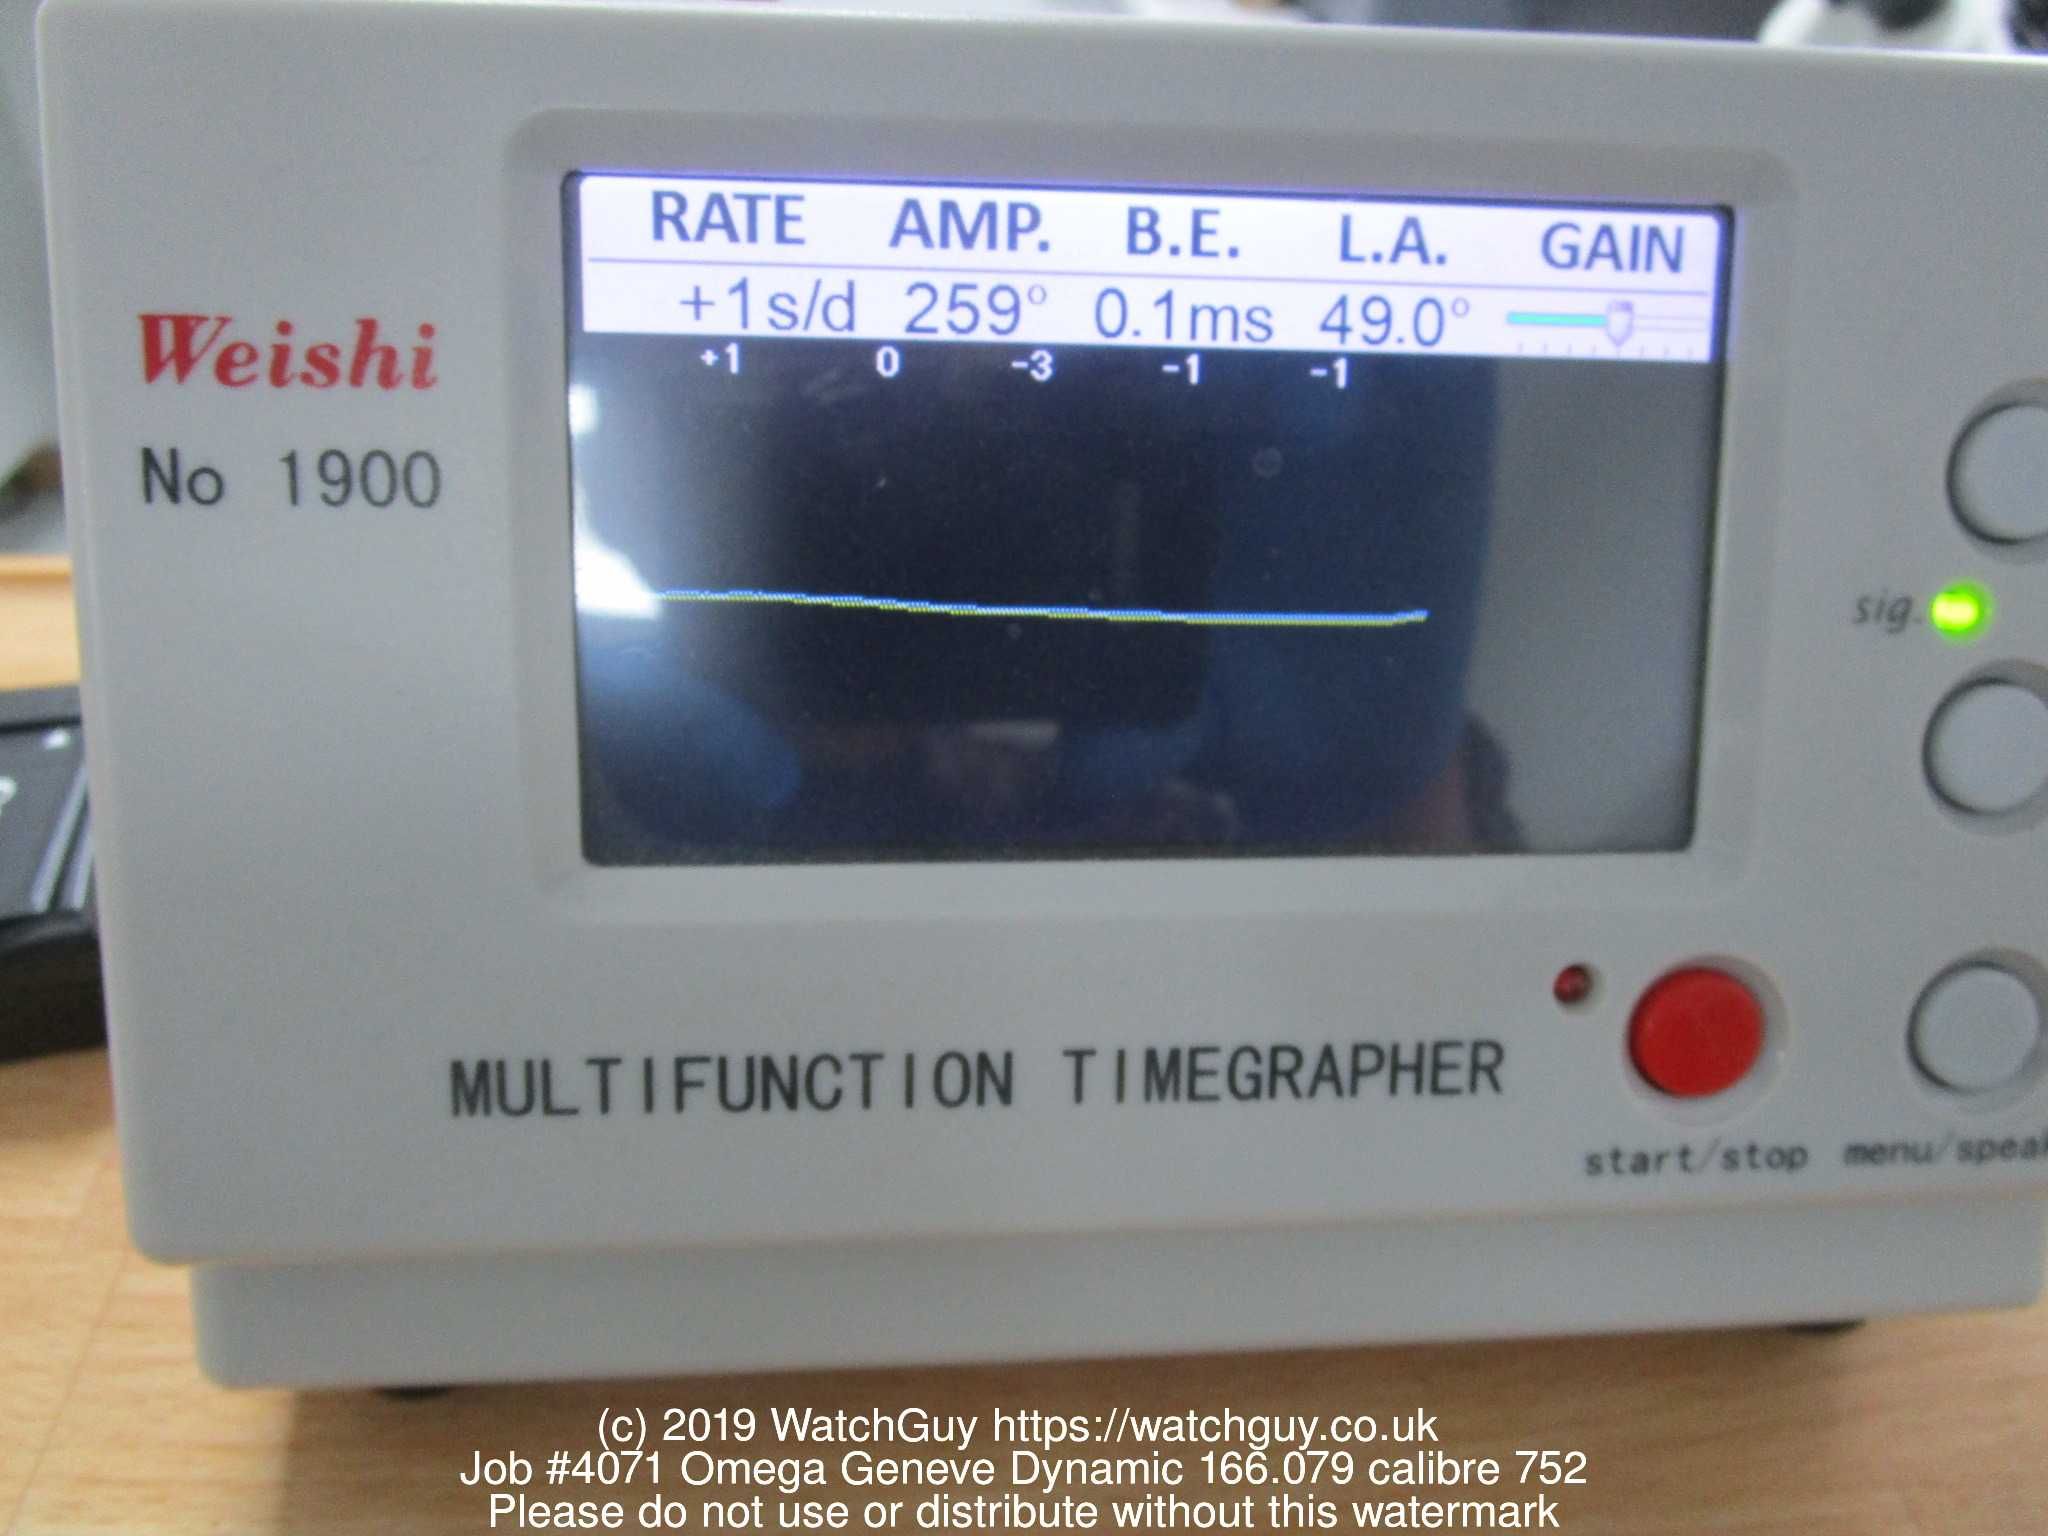 RATE AMP. B.E. L.A. GAIN
+1s/d 259° 0.1ms 49.0°
+1 0 -3 -1 -1
Weishi
No 1900
sig.
MULTIFUNCTION TIMEGRAPHER
start/stop menu/speak
(c) 2019 WatchGuy https://watchguy.co.uk
Job #4071 Omega Geneve Dynamic 166.079 calibre 752
Please do not use or distribute without this watermark